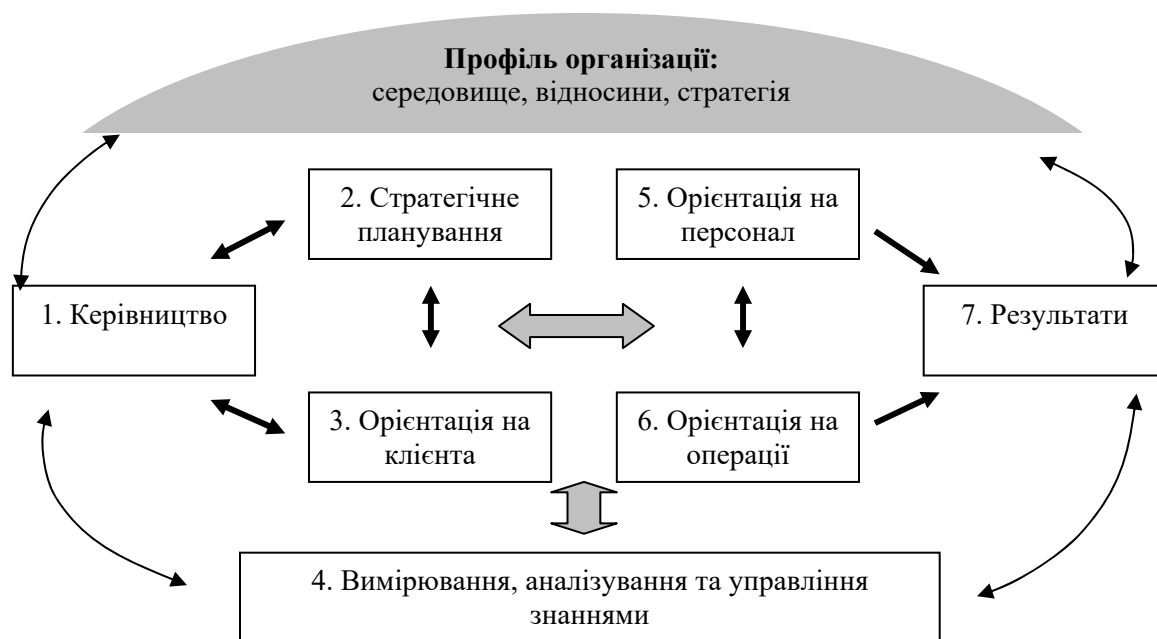 Профіль організації:
середовище, відносини, стратегія
2. Стратегічне
планування
5. Орієнтація на
персонал
1. Керівництво
7. Результати
3. Орієнтація на
клієнта
6. Орієнтація на
операції
4. Вимірювання, аналізування та управління
знаннями